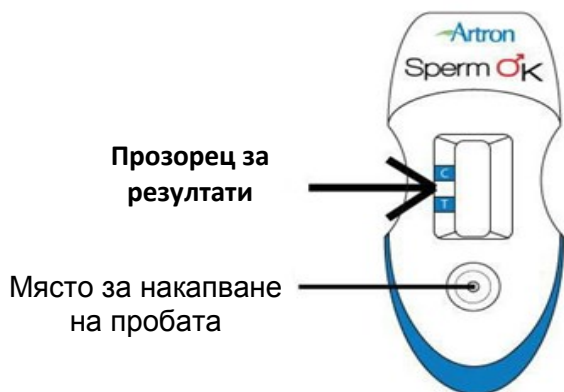 Artron
Sperm OK
Прозорец за
резултати
C
T
Място за накапване
на пробата